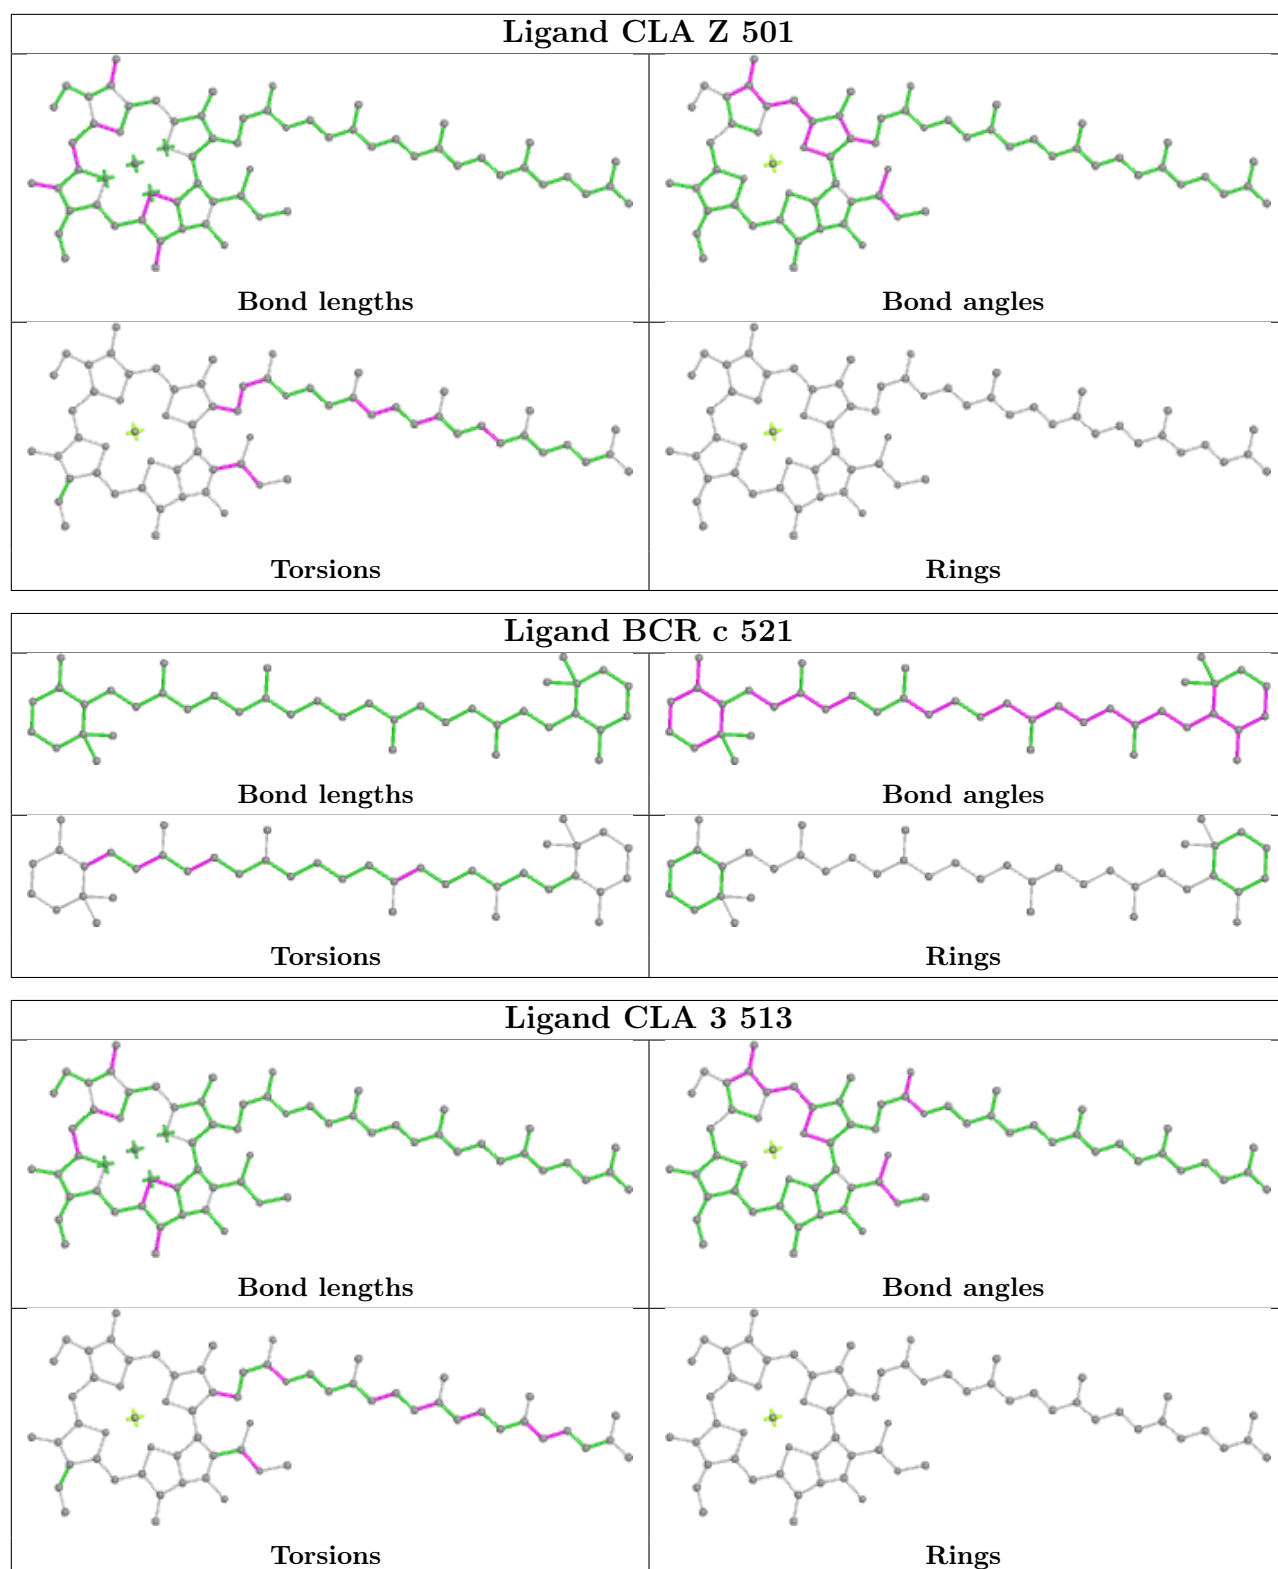 Ligand CLA Z 501
Bond lengths
Bond angles
Torsions
Rings
Ligand BCR c 521
Bond lengths
Bond angles
Torsions
Rings
Ligand CLA 3 513
Bond lengths
Bond angles
Torsions
Rings